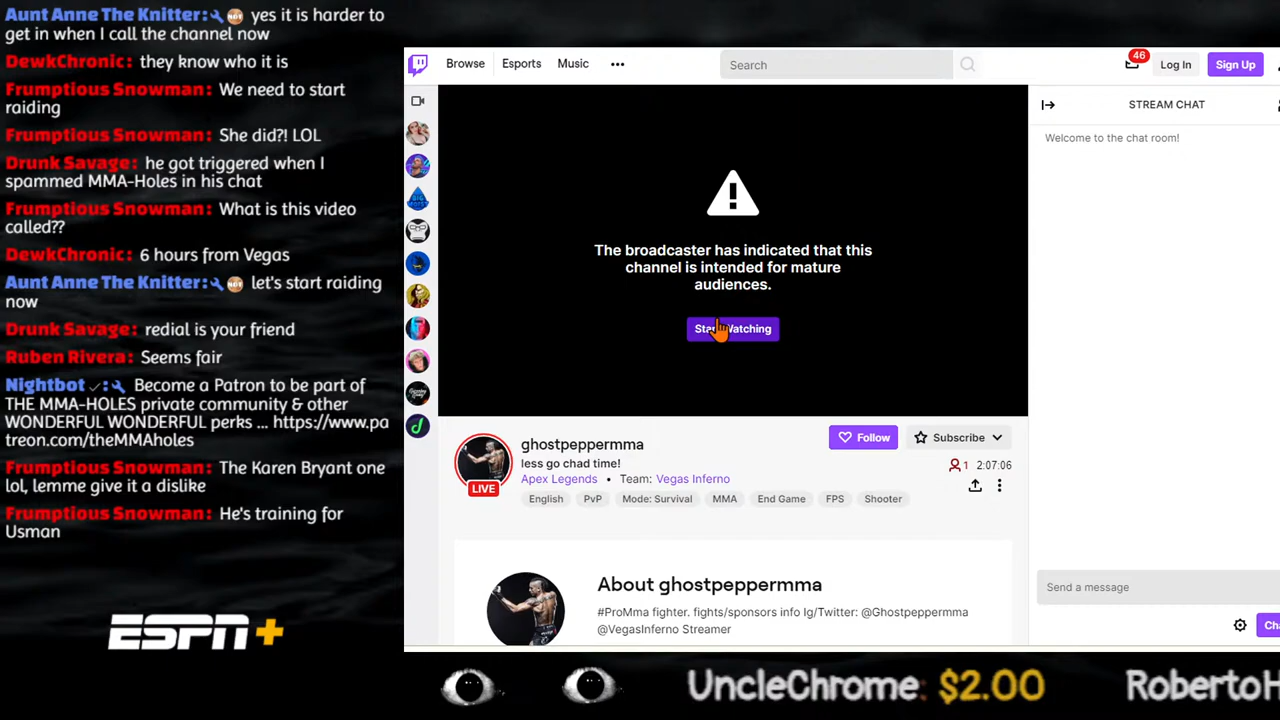 Aunt Anne The Knitter: yes it is harder to
get in when I call the channel now
DewkChronic: they know who it is
Frumptious Snowman: We need to start
raiding
Frumptious Snowman: She did?! LOL
Drunk Savage: he got triggered when I
spammed MMA-Holes in his chat
Frumptious Snowman: What is this video
called??
DewkChronic: 6 hours from Vegas
Aunt Anne The Knitter: let's start raiding
now
Drunk Savage: redial is your friend
Ruben Rivera: Seems fair
Nightbot ✓: Become a Patron to be part of
THE MMA-HOLES private community & other
WONDERFUL WONDERFUL perks ... https://www.pa
treon.com/theMMAholes
Frumptious Snowman: The Karen Bryant one
lol, lemme give it a dislike
Frumptious Snowman: He's training for
Usman
ESPN+
Browse Esports Music ••• Search 46 Log In Sign Up
The broadcaster has indicated that this
channel is intended for mature
audiences.
Start Watching
ghostpeppermma
Follow Subscribe
less go chad time!
1 2:07:06
Apex Legends • Team: Vegas Inferno
LIVE
English PvP Mode: Survival MMA End Game FPS Shooter
About ghostpeppermma
#ProMma fighter. fights/sponsors info Ig/Twitter: @Ghostpeppermma
@VegasInferno Streamer
STREAM CHAT
Welcome to the chat room!
Send a message
Cha
UncleChrome: $2.00 RobertoH